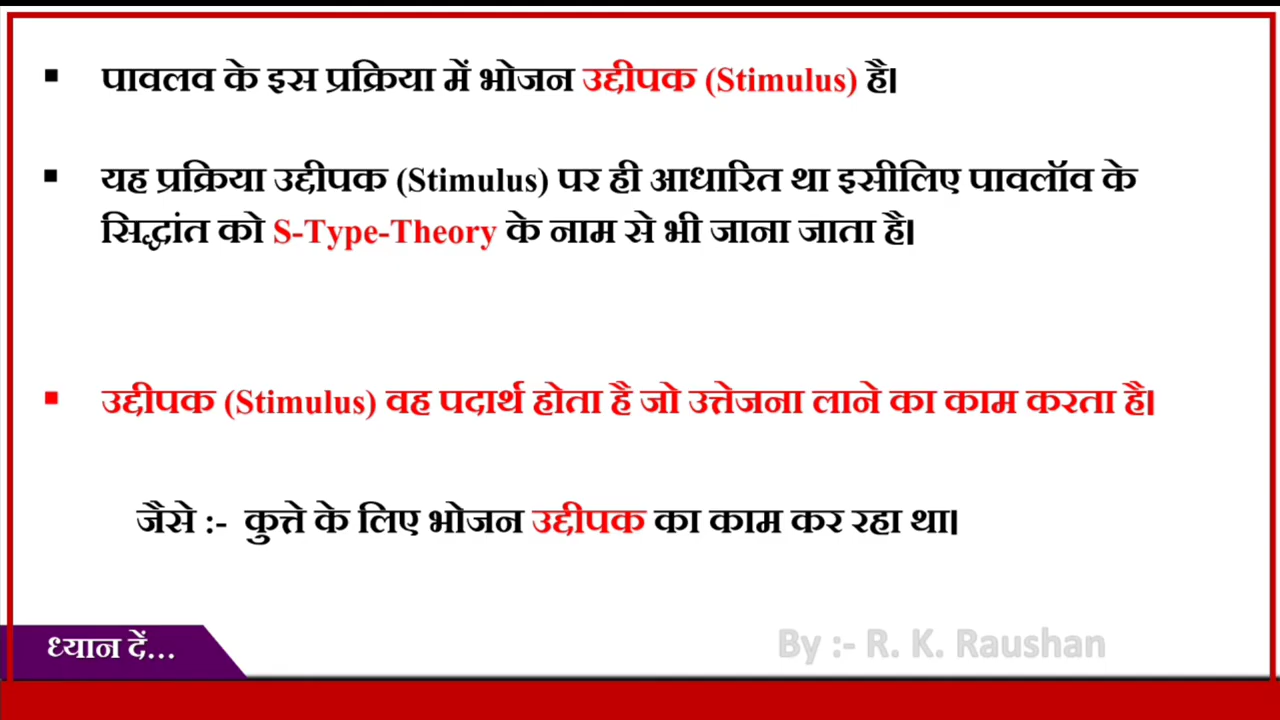 ▪ पावलव के इस प्रक्रिया में भोजन उद्दीपक (Stimulus) है।
▪ यह प्रक्रिया उद्दीपक (Stimulus) पर ही आधारित था इसीलिए पावलॉव के
सिद्धांत को S-Type-Theory के नाम से भी जाना जाता है।
▪ उद्दीपक (Stimulus) वह पदार्थ होता है जो उत्तेजना लाने का काम करता है।
जैसे :- कुत्ते के लिए भोजन उद्दीपक का काम कर रहा था।
ध्यान दें...
By :- R. K. Raushan